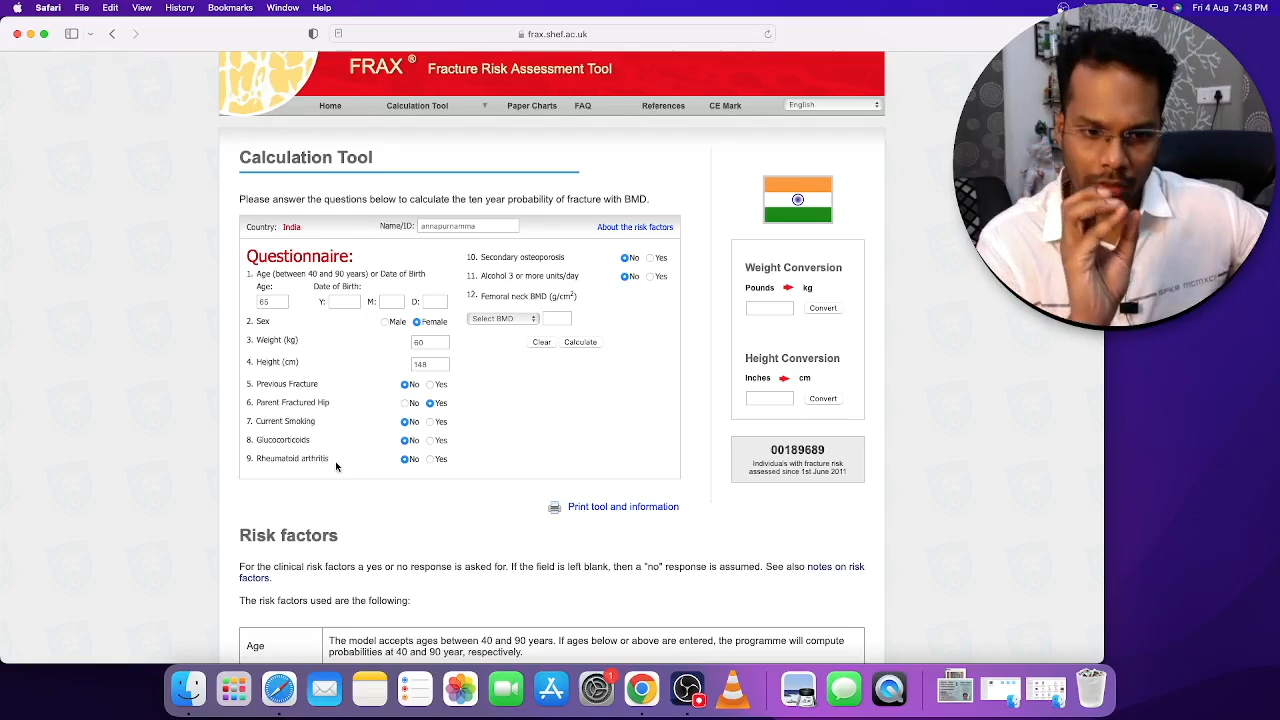 Safari File Edit View History Bookmarks Window Help
Fri 4 Aug 7:43 PM
frax.shef.ac.uk
FRAX ® Fracture Risk Assessment Tool
Home Calculation Tool ▼ Paper Charts FAQ References CE Mark English
Calculation Tool
Please answer the questions below to calculate the ten year probability of fracture with BMD.
Country: India Name/ID: annapurnamma About the risk factors
Questionnaire:
1. Age (between 40 and 90 years) or Date of Birth
Age: Date of Birth:
65 Y: M: D:
2. Sex Male Female
3. Weight (kg) 60
4. Height (cm) 148
5. Previous Fracture No Yes
6. Parent Fractured Hip No Yes
7. Current Smoking No Yes
8. Glucocorticoids No Yes
9. Rheumatoid arthritis No Yes
10. Secondary osteoporosis No Yes
11. Alcohol 3 or more units/day No Yes
12. Femoral neck BMD (g/cm²)
Select BMD
Clear Calculate
Print tool and information
Weight Conversion
Pounds kg
Convert
Height Conversion
Inches cm
Convert
00189689
Individuals with fracture risk
assessed since 1st June 2011
Risk factors
For the clinical risk factors a yes or no response is asked for. If the field is left blank, then a "no" response is assumed. See also notes on risk
factors.
The risk factors used are the following:
Age
The model accepts ages between 40 and 90 years. If ages below or above are entered, the programme will compute
probabilities at 40 and 90 year, respectively.
1